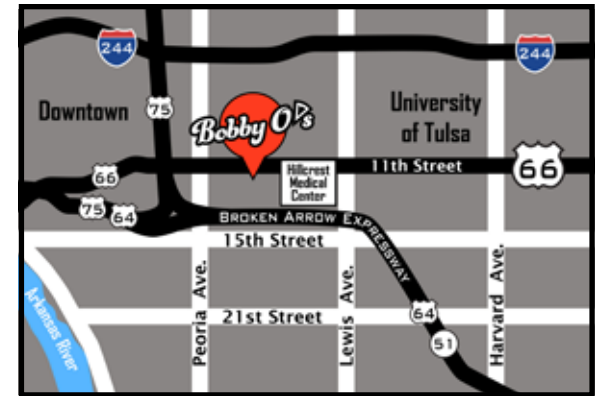 244
244
Downtown
75
Bobby O's
University
of Tulsa
66
Hillcrest
Medical
Center
11th Street
66
75
64
BROKEN ARROW EXPRESSWAY
15th Street
Arkansas River
Peoria Ave.
21st Street
Lewis Ave.
64
51
Harvard Ave.